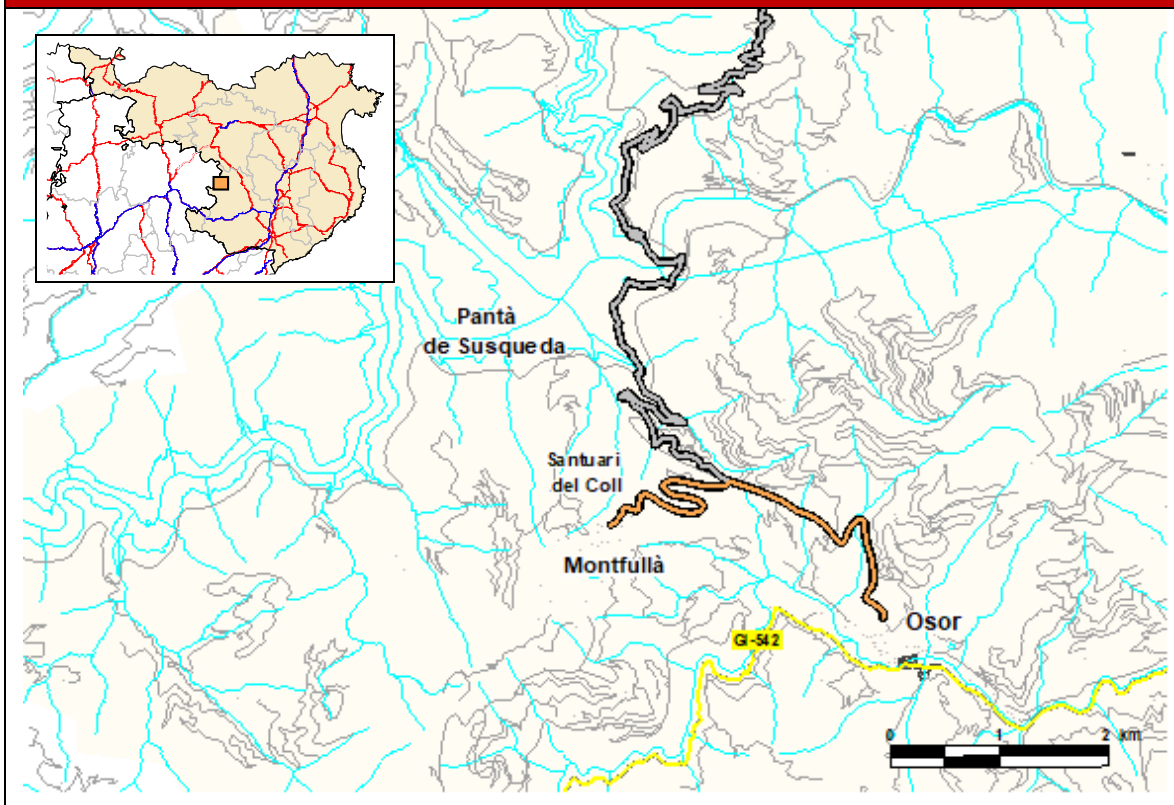 Pantà
de Susqueda
Santuari
del Coll
Montfullà
Osor
GI-542
0 1 2 km